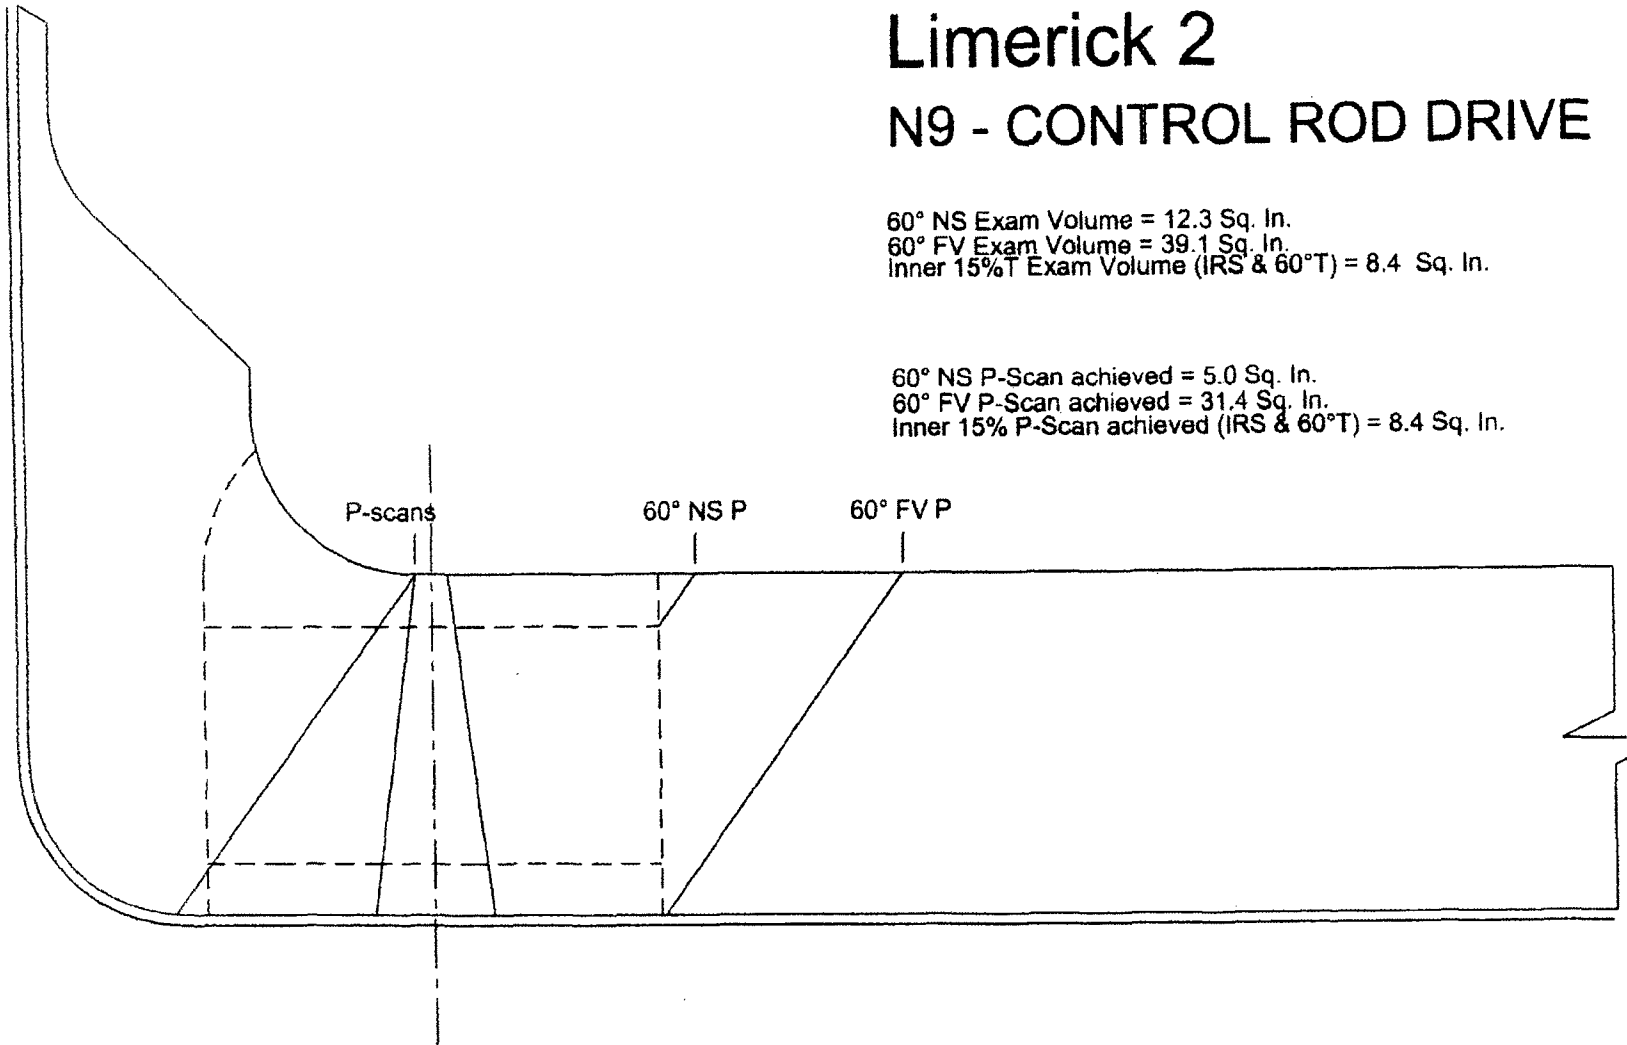 Limerick 2
N9 - CONTROL ROD DRIVE
60° NS Exam Volume = 12.3 Sq. In.
60° FV Exam Volume = 39.1 Sq. In.
Inner 15%T Exam Volume (IRS & 60°T) = 8.4 Sq. In.
60° NS P-Scan achieved = 5.0 Sq. In.
60° FV P-Scan achieved = 31.4 Sq. In.
Inner 15% P-Scan achieved (IRS & 60°T) = 8.4 Sq. In.
P-scans
60° NS P
60° FV P